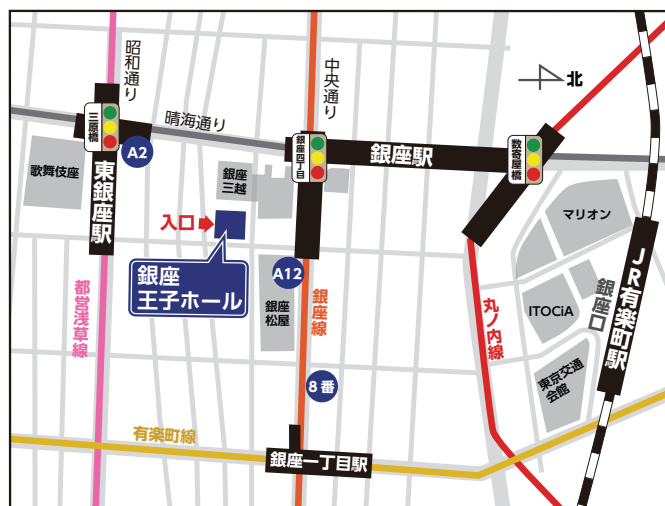 昭和通り
中央通り
北
三原橋
晴海通り
銀座四丁目
銀座駅
数寄屋橋
A2
歌舞伎座
銀座
三越
東銀座駅
入口
マリオン
銀座
王子ホール
A12
銀座
松屋
銀座線
都営浅草線
丸ノ内線
ITOCiA
銀座口
JR有楽町駅
東京交通
会館
8番
有楽町線
銀座一丁目駅